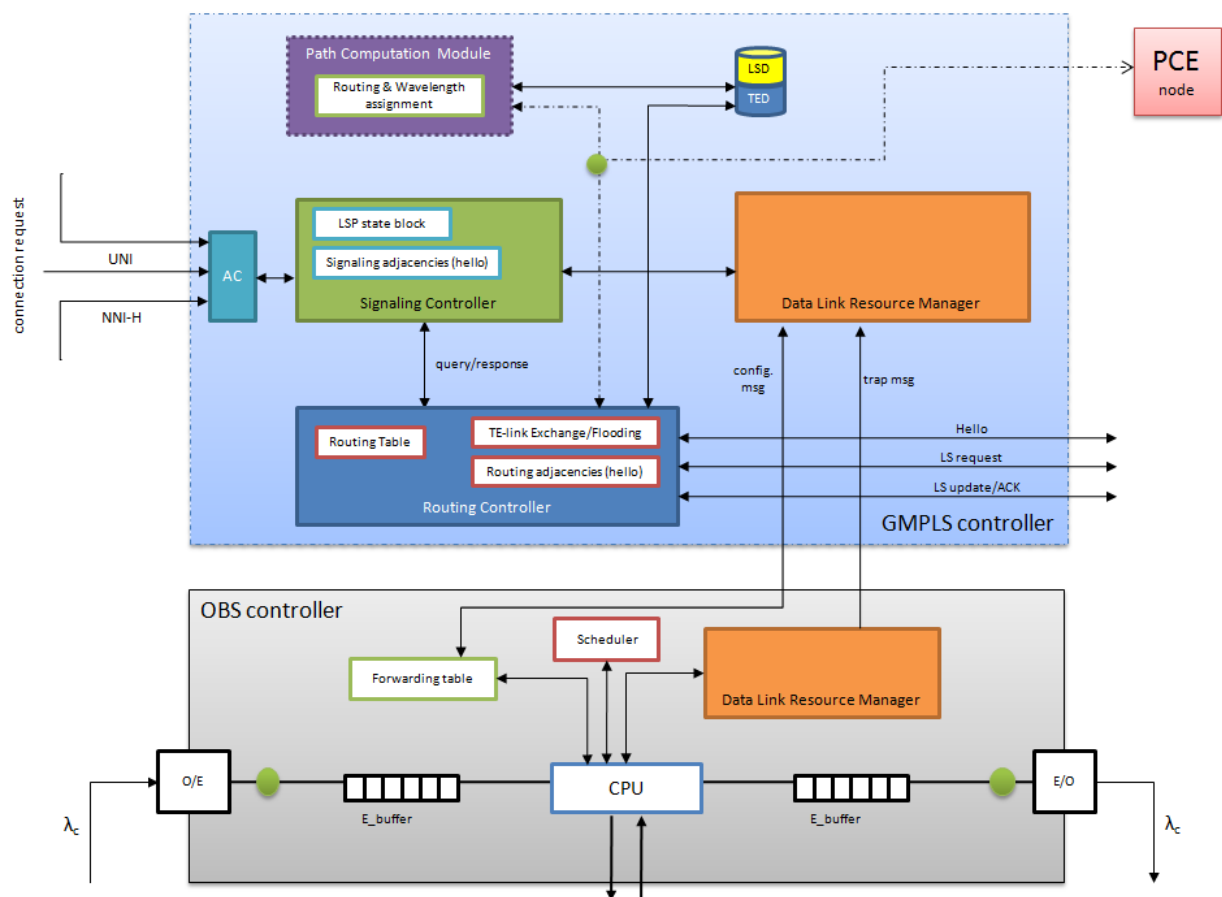 Path Computation Module
Routing & Wavelength
assignment
LSD
TED
PCE
node
connection request
UNI
NNI-H
AC
LSP state block
Signaling adjacencies (hello)
Signaling Controller
Data Link Resource Manager
query/response
config.
msg
trap msg
Routing Table
TE-link Exchange/Flooding
Routing adjacencies (hello)
Routing Controller
Hello
LS request
LS update/ACK
GMPLS controller
OBS controller
Scheduler
Forwarding table
Data Link Resource Manager
O/E
E_buffer
CPU
E_buffer
E/O
λc
λc